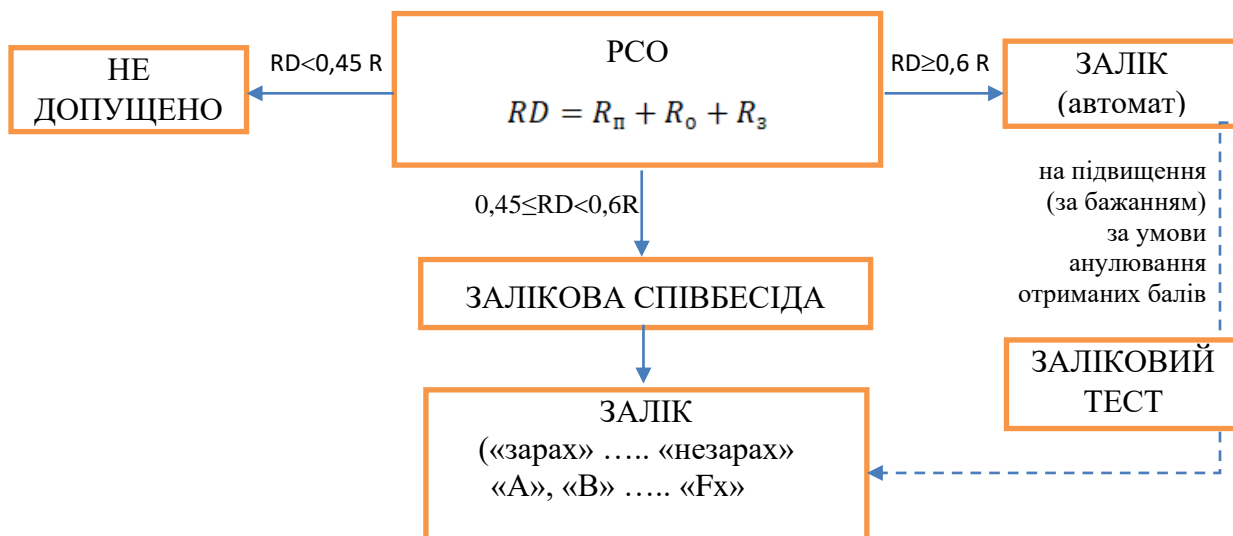 НЕ
ДОПУЩЕНО
RD<0,45 R
РСО
RD = Rп + Rо + Rз
RD≥0,6 R
ЗАЛІК
(автомат)
на підвищення
(за бажанням)
за умови
анулювання
отриманих балів
0,45≤RD<0,6R
ЗАЛІКОВА СПІВБЕСІДА
ЗАЛІКОВИЙ
ТЕСТ
ЗАЛІК
(«зарах» ….. «незарах»
«А», «В» ….. «Fx»